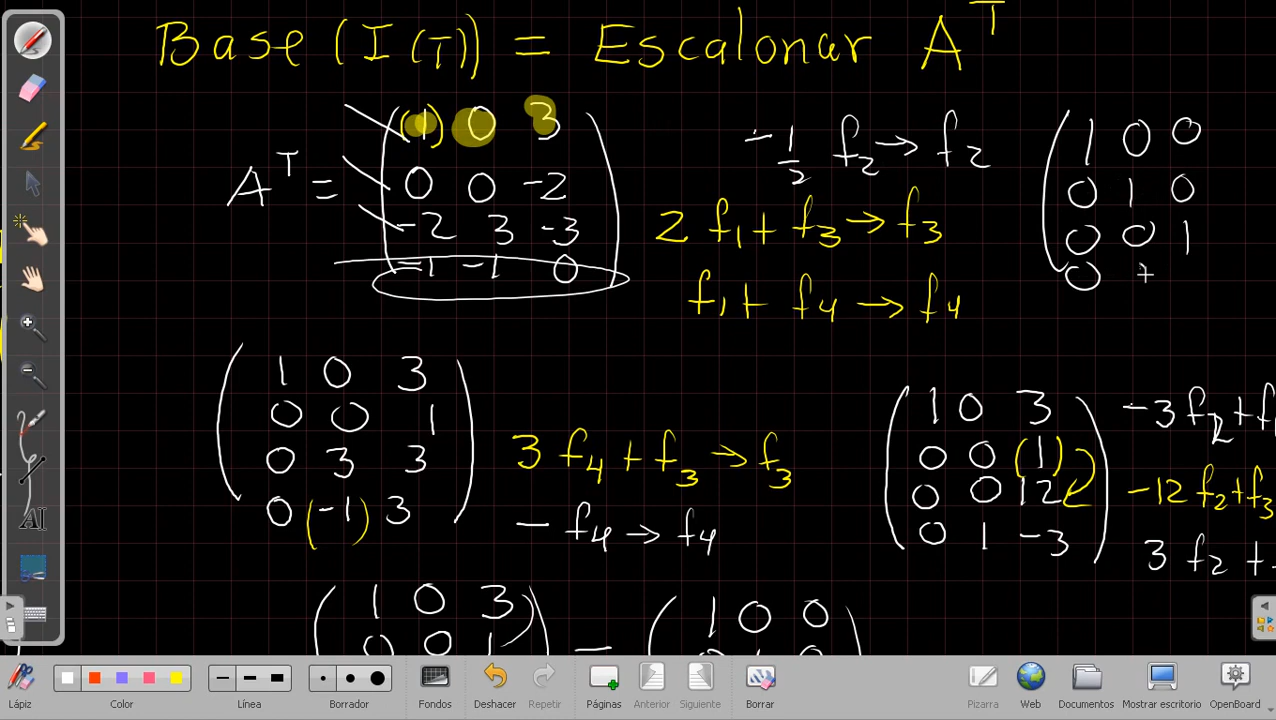 Base (I(T)) = Escalonar A^T
A^T = ( (1) 0 3
0 0 -2
-2 3 -3
-1 -1 0 )
-1/2 f2 → f2
2 f1 + f3 → f3
f1 + f4 → f4
( 1 0 0
0 1 0
0 0 1
0
( 1 0 3
0 0 1
0 3 3
0 (-1) 3 )
3 f4 + f3 → f3
- f4 → f4
( 1 0 3
0 0 (1)
0 0 12
0 1 -3 )
-3 f2 + f
-12 f2 + f3
3 f2 +
( 1 0 3 ) = ( 1 0 0 )
0 0 1
AI
Lápiz Color Línea Borrador Fondos Deshacer Repetir Páginas Anterior Siguiente Borrar Pizarra Web Documentos Mostrar escritorio OpenBoard